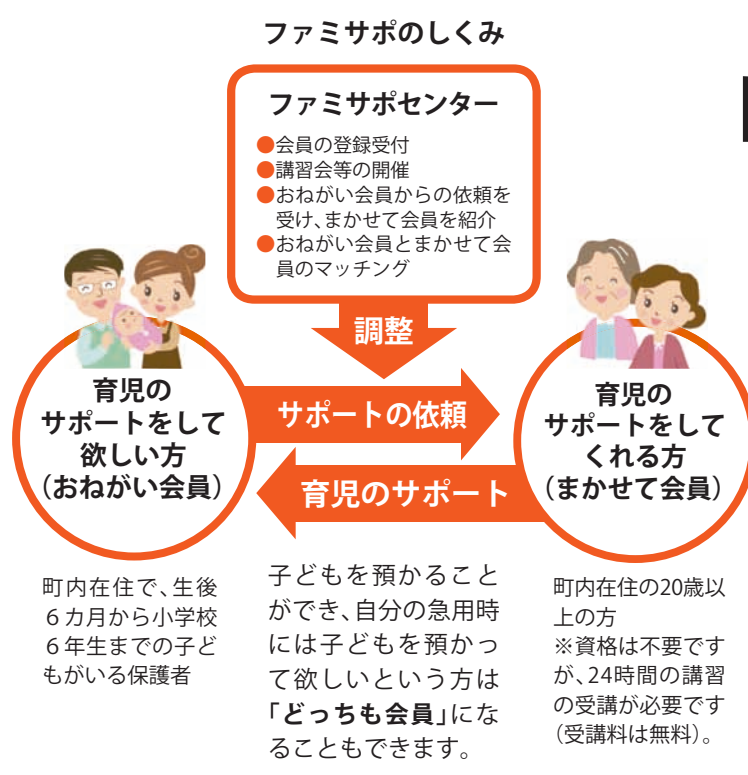 ファミサポのしくみ
ファミサポセンター
●会員の登録受付
●講習会等の開催
●おねがい会員からの依頼を
受け、まかせて会員を紹介
●おねがい会員とまかせて会
員のマッチング
調整
育児の
サポートをして
欲しい方
（おねがい会員）
サポートの依頼
育児のサポート
育児の
サポートをして
くれる方
（まかせて会員）
町内在住で、生後
６カ月から小学校
６年生までの子ど
もがいる保護者
子どもを預かること
ができ、自分の急用時
には子どもを預かっ
て欲しいという方は
「どっちも会員」にな
ることもできます。
町内在住の20歳以
上の方
※資格は不要です
が、24時間の講習
の受講が必要です
（受講料は無料）。